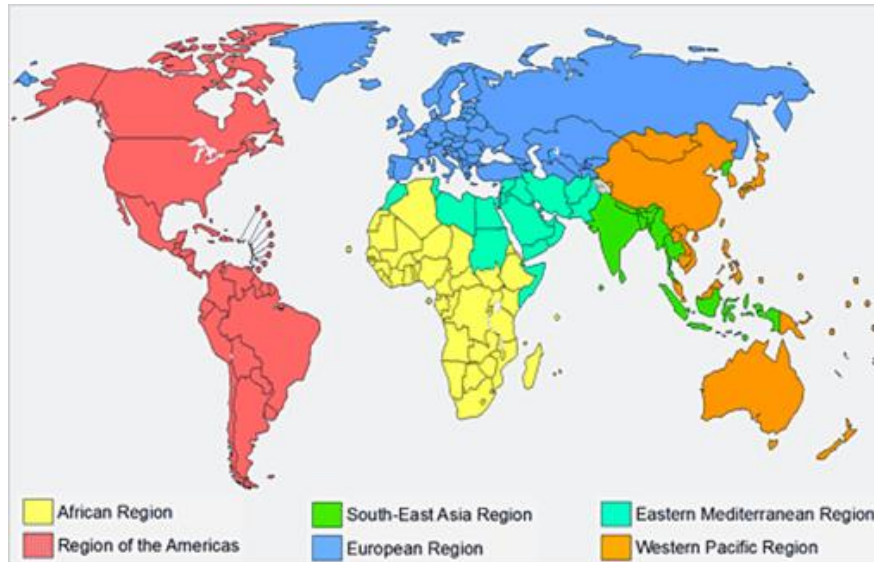 African Region
South-East Asia Region
Eastern Mediterranean Region
Region of the Americas
European Region
Western Pacific Region